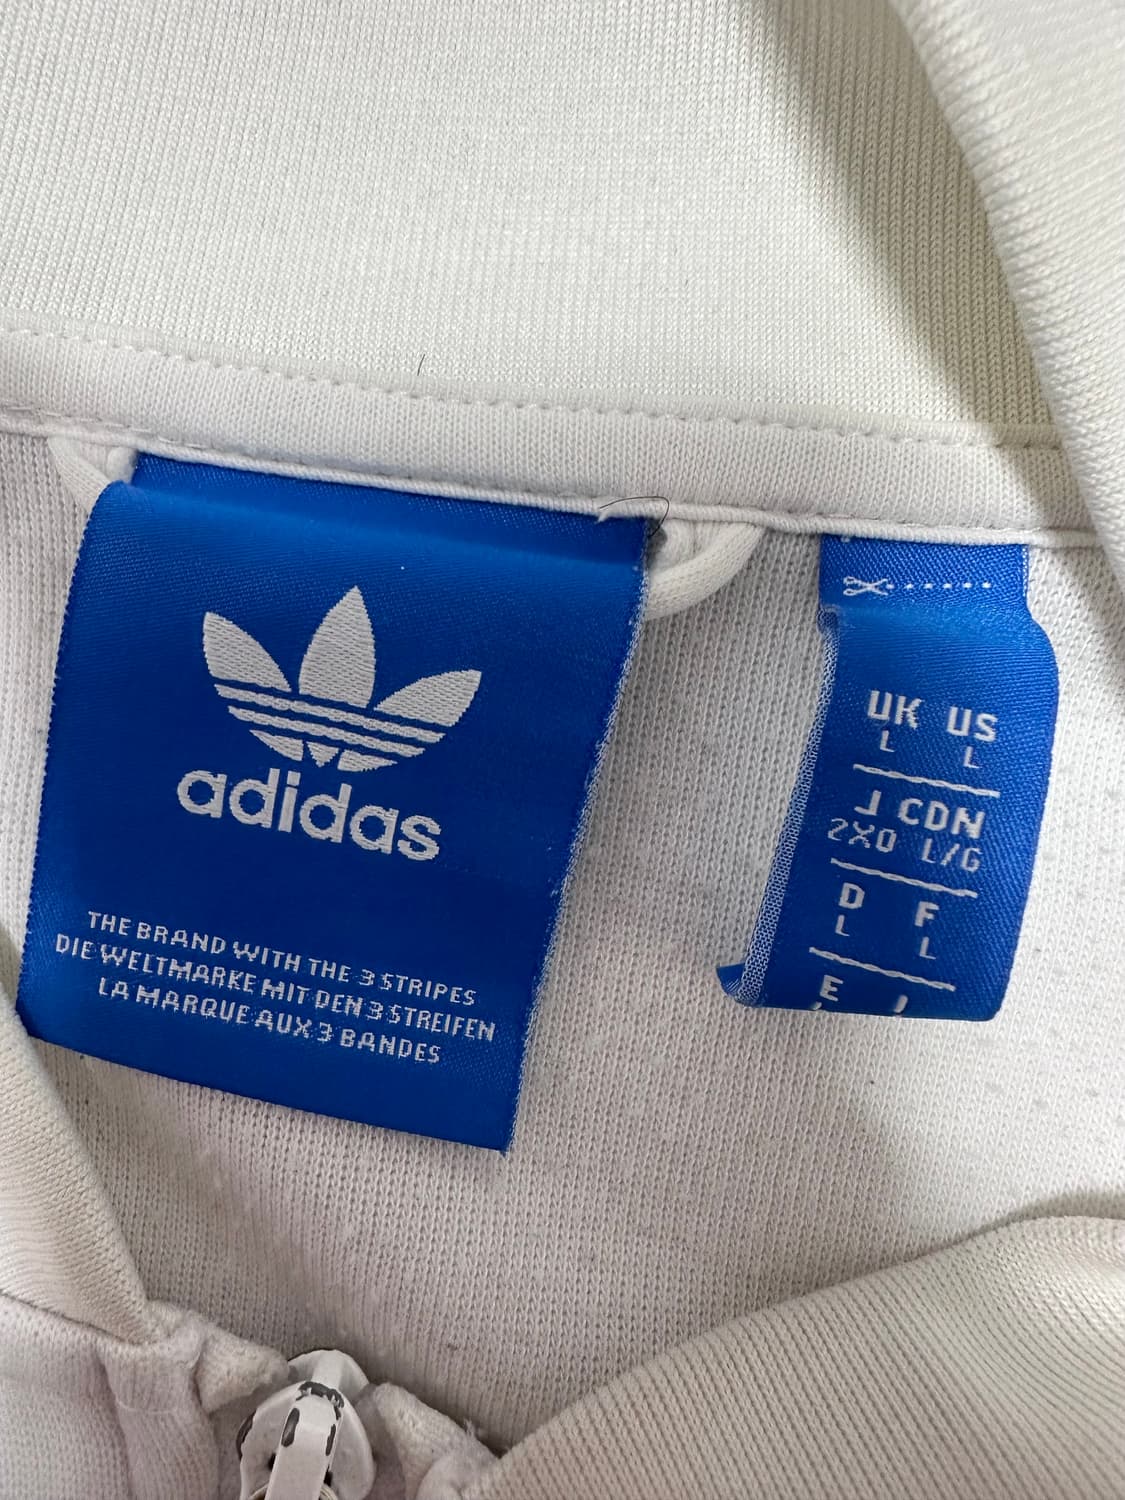 adidas
THE BRAND WITH THE 3 STRIPES
DIE WELTMARKE MIT DEN 3 STREIFEN
LA MARQUE AUX 3 BANDES
UK US
L L
J CDN
2XO L/G
D F
L L
E I